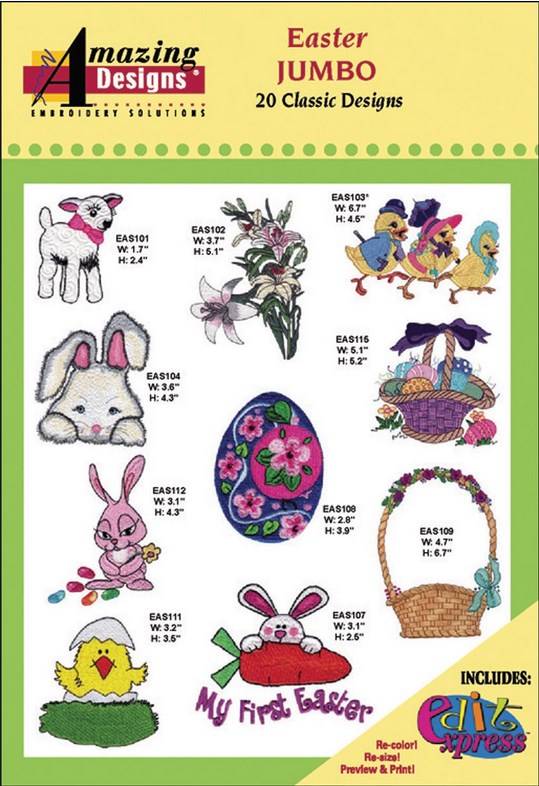 Amazing
Designs®
EMBROIDERY SOLUTIONS
Easter
JUMBO
20 Classic Designs
EAS101
W: 1.7"
H: 2.4"
EAS102
W: 3.7"
H: 5.1"
EAS103*
W: 6.7"
H: 4.5"
EAS104
W: 3.6"
H: 4.3"
EAS115
W: 5.1"
H: 5.2"
EAS112
W: 3.1"
H: 4.3"
EAS108
W: 2.8"
H: 3.9"
EAS109
W: 4.7"
H: 6.7"
EAS111
W: 3.2"
H: 3.5"
EAS107
W: 3.1"
H: 2.5"
My First Easter
INCLUDES:
edit
xpress
Re-color!
Re-size!
Preview & Print!